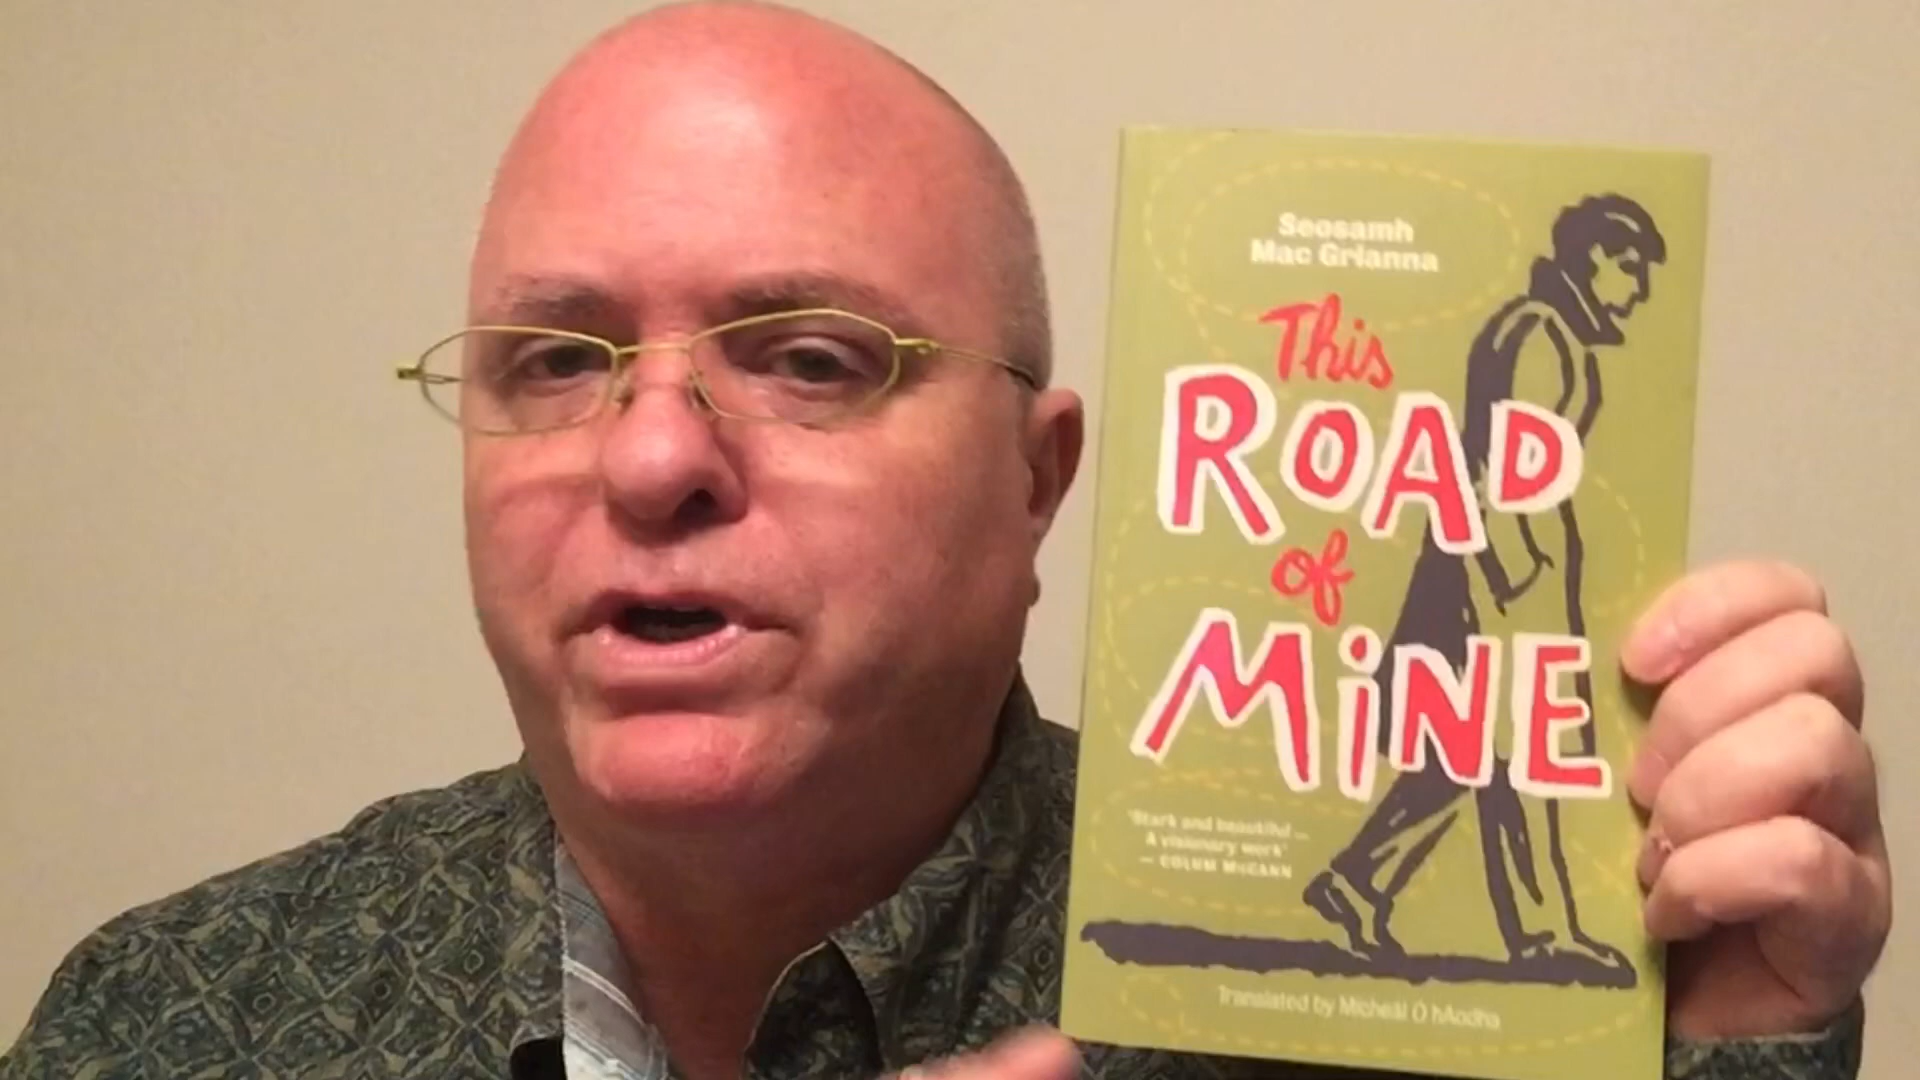 Seosamh
Mac Grianna
This
ROAD
of
MiNE
'Stark and beautiful —
A visionary work'
— COLUM McCANN
Translated by Mícheál Ó hAodha